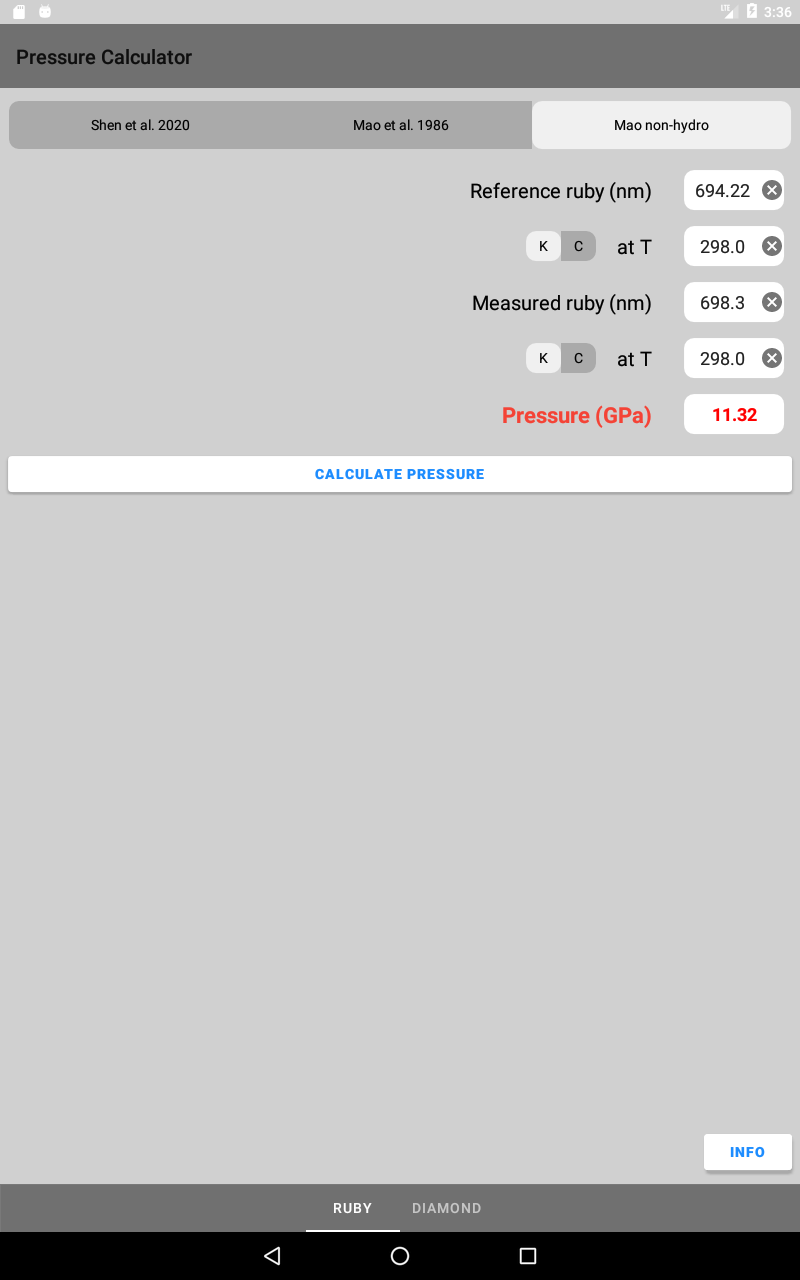 LTE 3:36
Pressure Calculator
Shen et al. 2020 Mao et al. 1986 Mao non-hydro
Reference ruby (nm) 694.22
K C at T 298.0
Measured ruby (nm) 698.3
K C at T 298.0
Pressure (GPa) 11.32
CALCULATE PRESSURE
INFO
RUBY DIAMOND